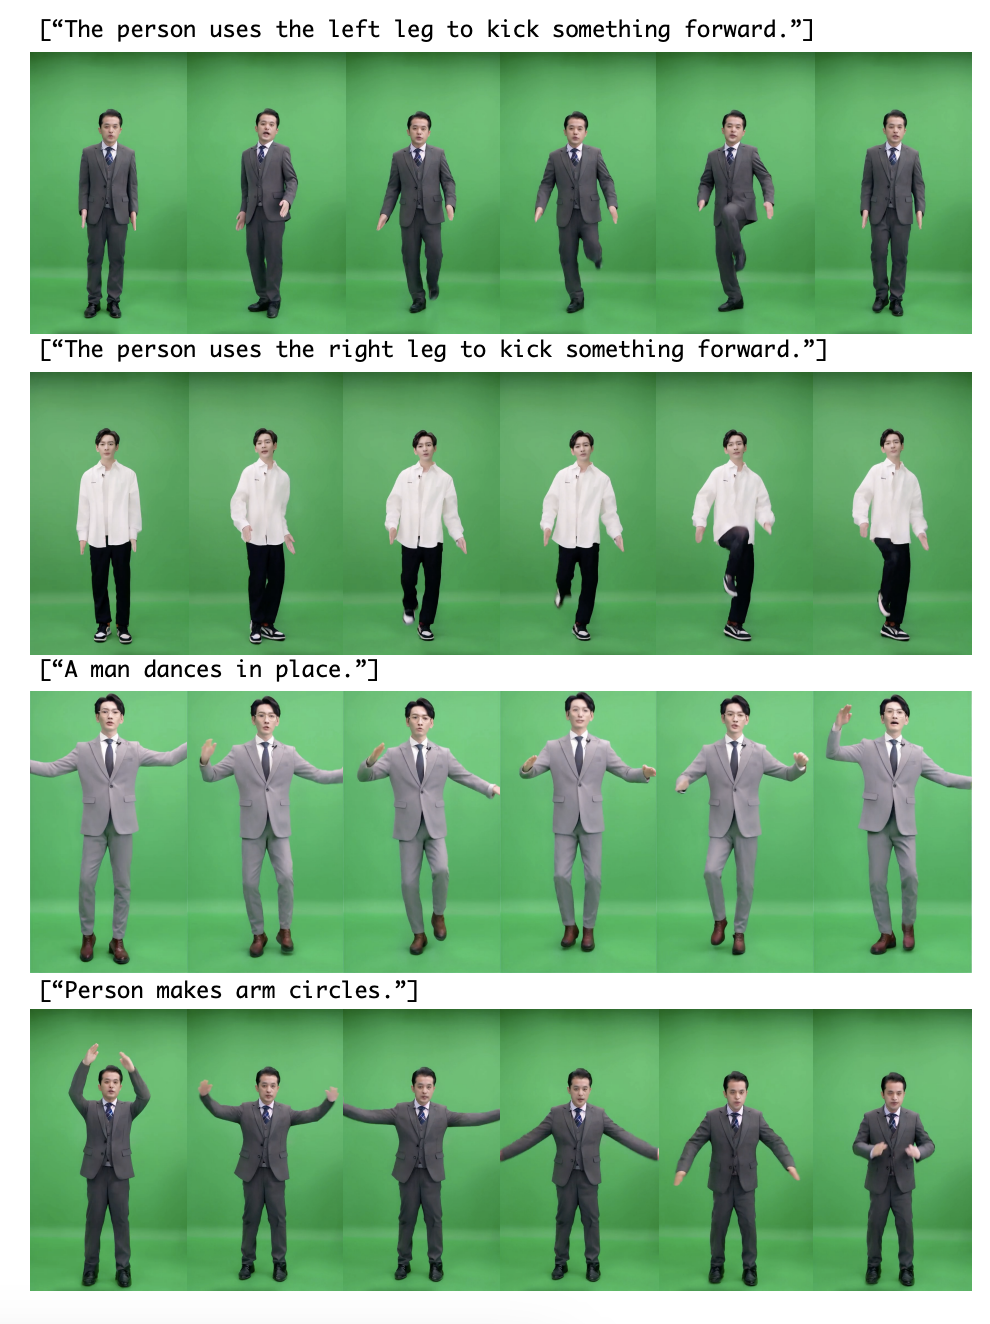 [“The person uses the left leg to kick something forward.”]
[“The person uses the right leg to kick something forward.”]
[“A man dances in place.”]
[“Person makes arm circles.”]